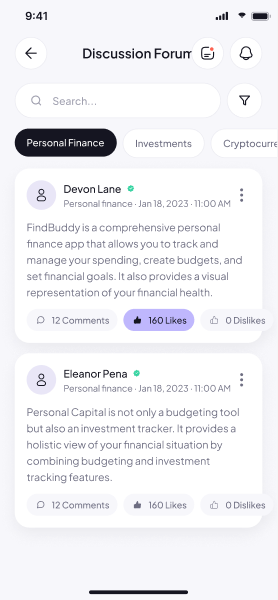 9:41
Discussion Forum
Search...
Personal Finance
Investments
Cryptocurre
Devon Lane
Personal finance · Jan 18, 2023 · 11:00 AM
FindBuddy is a comprehensive personal
finance app that allows you to track and
manage your spending, create budgets, and
set financial goals. It also provides a visual
representation of your financial health.
12 Comments
160 Likes
0 Dislikes
Eleanor Pena
Personal finance · Jan 18, 2023 · 11:00 AM
Personal Capital is not only a budgeting tool
but also an investment tracker. It provides a
holistic view of your financial situation by
combining budgeting and investment
tracking features.
12 Comments
160 Likes
0 Dislikes